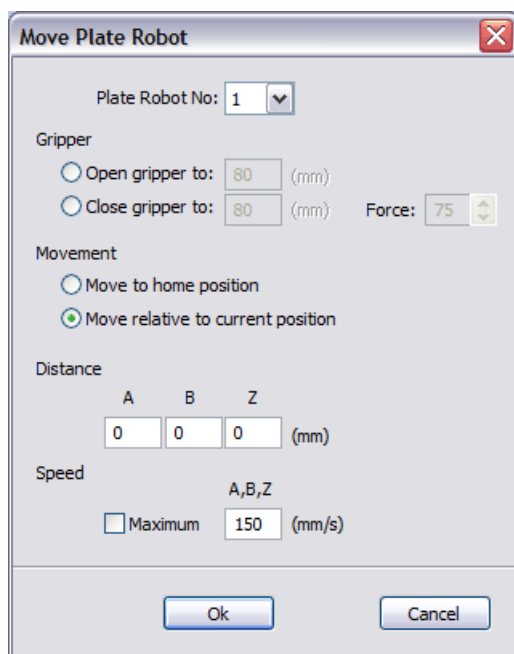 Move Plate Robot
Plate Robot No: 1
Gripper
Open gripper to: 80 (mm)
Close gripper to: 80 (mm) Force: 75
Movement
Move to home position
Move relative to current position
Distance
A B Z
0 0 0 (mm)
Speed
A,B,Z
Maximum 150 (mm/s)
Ok Cancel